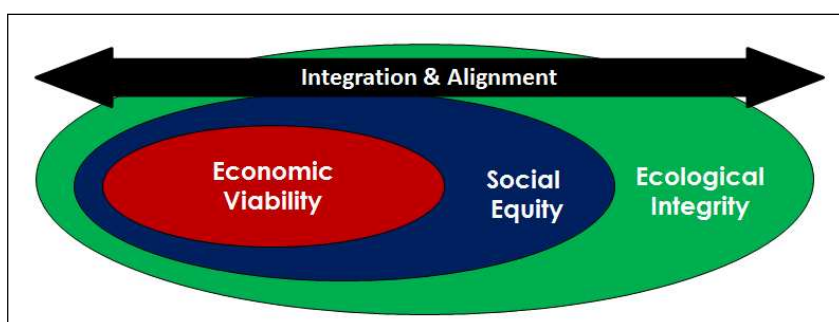 Integration & Alignment
Economic
Viability
Social
Equity
Ecological
Integrity